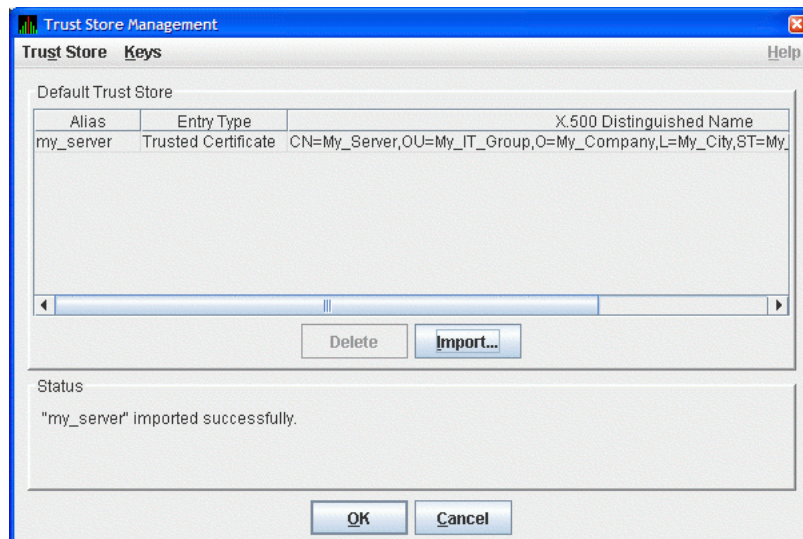 Trust Store Management
Trust Store Keys Help
Default Trust Store
Alias Entry Type X.500 Distinguished Name
my_server Trusted Certificate CN=My_Server,OU=My_IT_Group,O=My_Company,L=My_City,ST=My_
Delete Import...
Status
"my_server" imported successfully.
OK Cancel